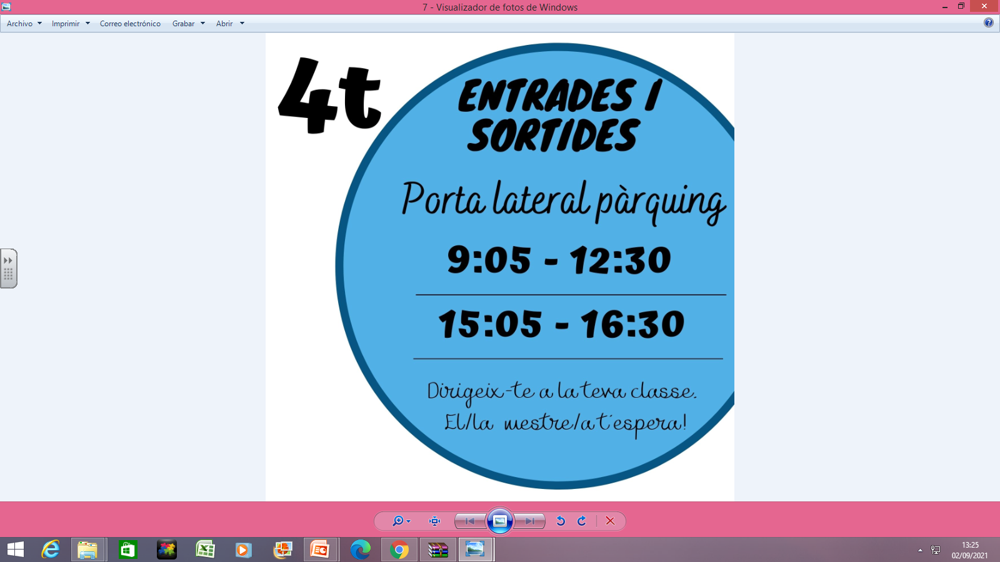 7 - Visualizador de fotos de Windows
Archivo Imprimir Correo electrónico Grabar Abrir
4t
ENTRADES I
SORTIDES
Porta lateral pàrquing
9:05 - 12:30
15:05 - 16:30
Dirigeix-te a la teva classe.
El/la mestre/a t´espera!
13:25
02/09/2021